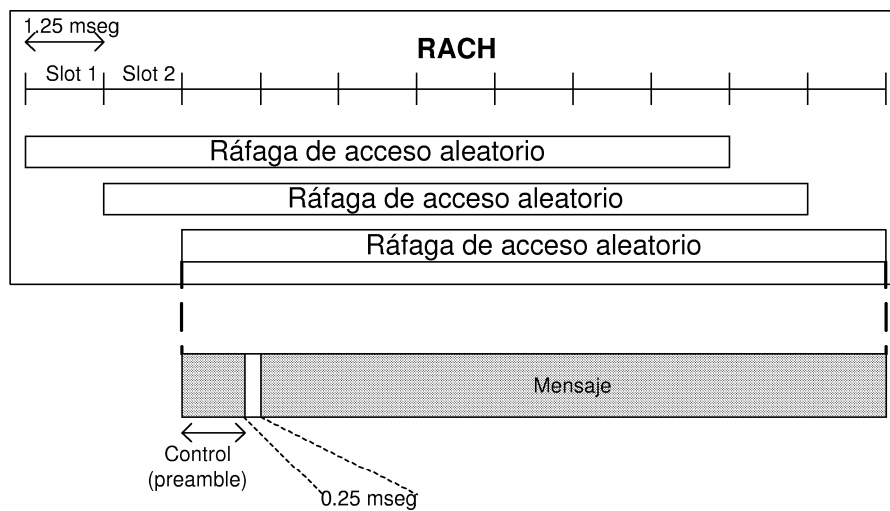 1.25 mseg
RACH
Slot 1 Slot 2
Ráfaga de acceso aleatorio
Ráfaga de acceso aleatorio
Ráfaga de acceso aleatorio
Mensaje
Control
(preamble)
0.25 mseg